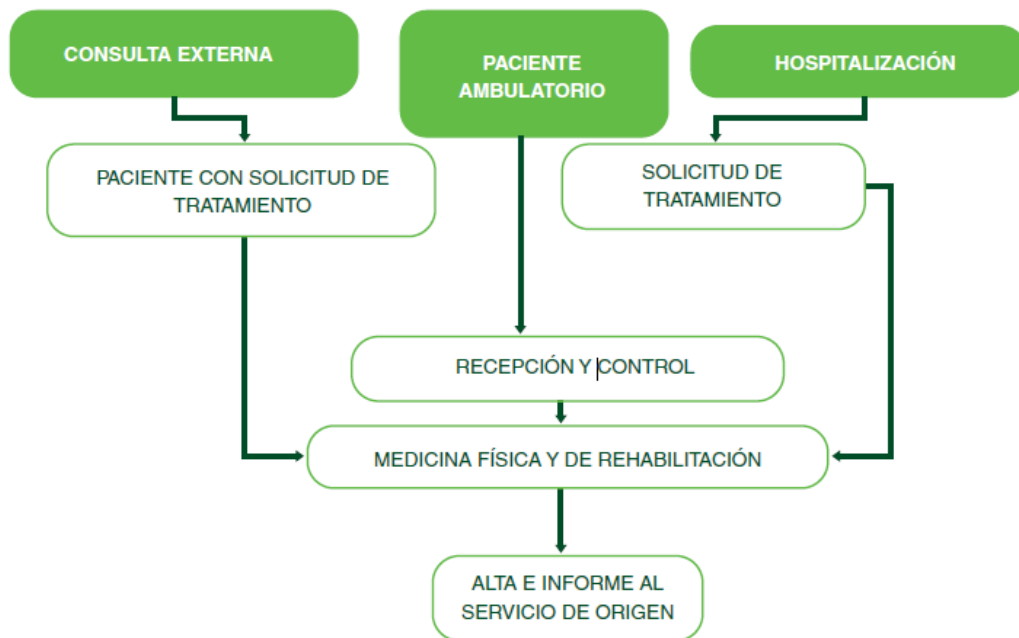 CONSULTA EXTERNA
PACIENTE
AMBULATORIO
HOSPITALIZACIÓN
PACIENTE CON SOLICITUD DE
TRATAMIENTO
SOLICITUD DE
TRATAMIENTO
RECEPCIÓN Y CONTROL
MEDICINA FÍSICA Y DE REHABILITACIÓN
ALTA E INFORME AL
SERVICIO DE ORIGEN